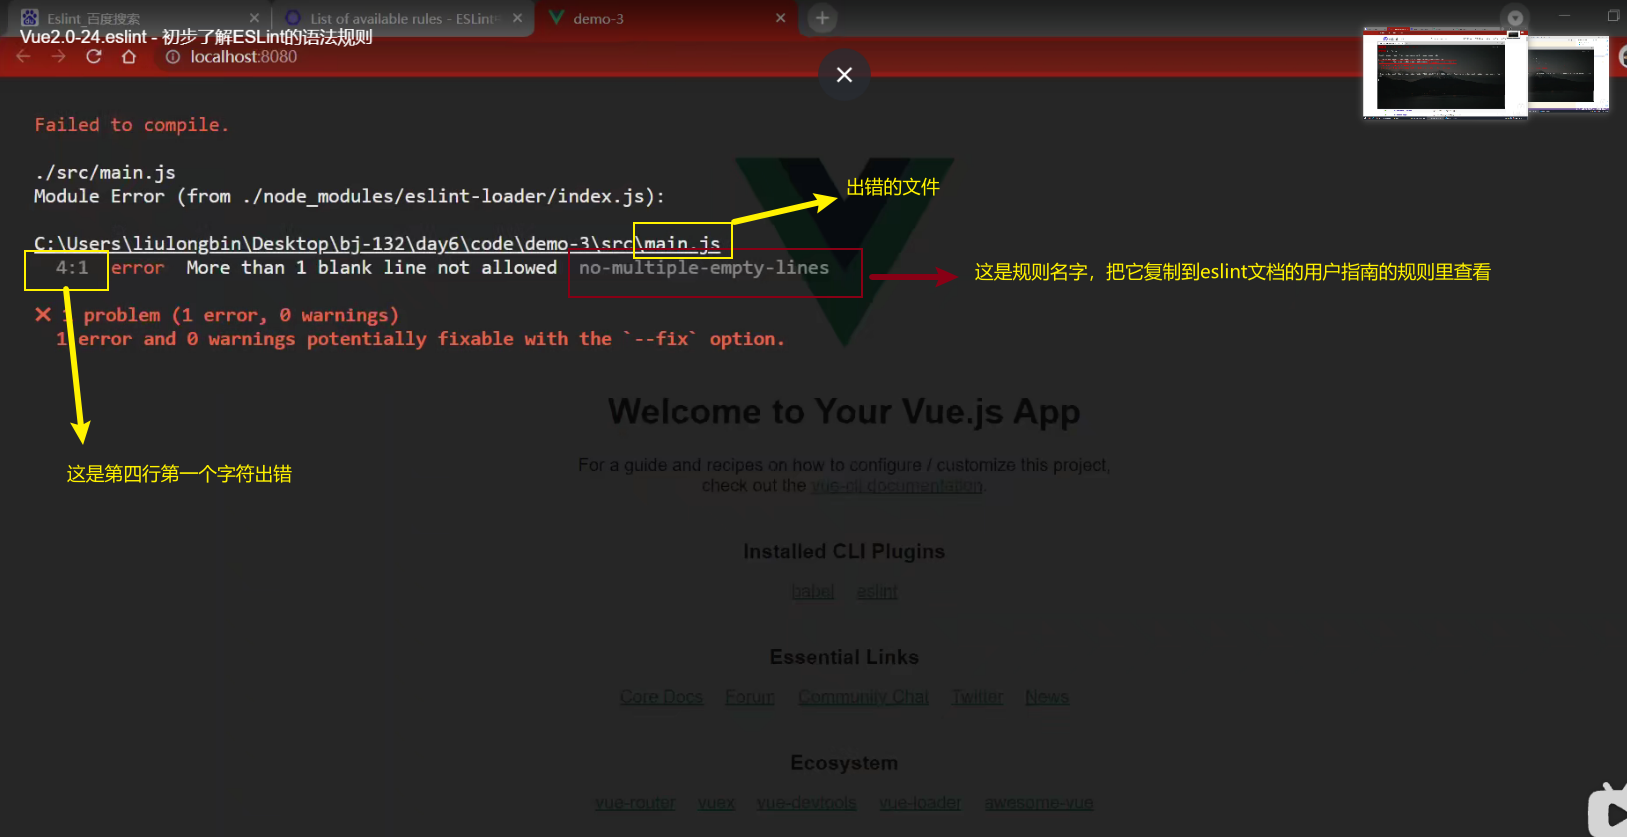 Eslint_百度搜索
List of available rules - ESLint
demo-3
Vue2.0-24.eslint - 初步了解ESLint的语法规则
localhost:8080
Failed to compile.
./src/main.js
Module Error (from ./node_modules/eslint-loader/index.js):
出错的文件
C:\Users\liulongbin\Desktop\bj-132\day6\code\demo-3\src\main.js
4:1 error More than 1 blank line not allowed no-multiple-empty-lines
这是规则名字，把它复制到eslint文档的用户指南的规则里查看
✕ 1 problem (1 error, 0 warnings)
1 error and 0 warnings potentially fixable with the `--fix` option.
Welcome to Your Vue.js App
这是第四行第一个字符出错
For a guide and recipes on how to configure / customize this project,
check out the vue-cli documentation.
Installed CLI Plugins
babel eslint
Essential Links
Core Docs Forum Community Chat Twitter News
Ecosystem
vue-router vuex vue-devtools vue-loader awesome-vue